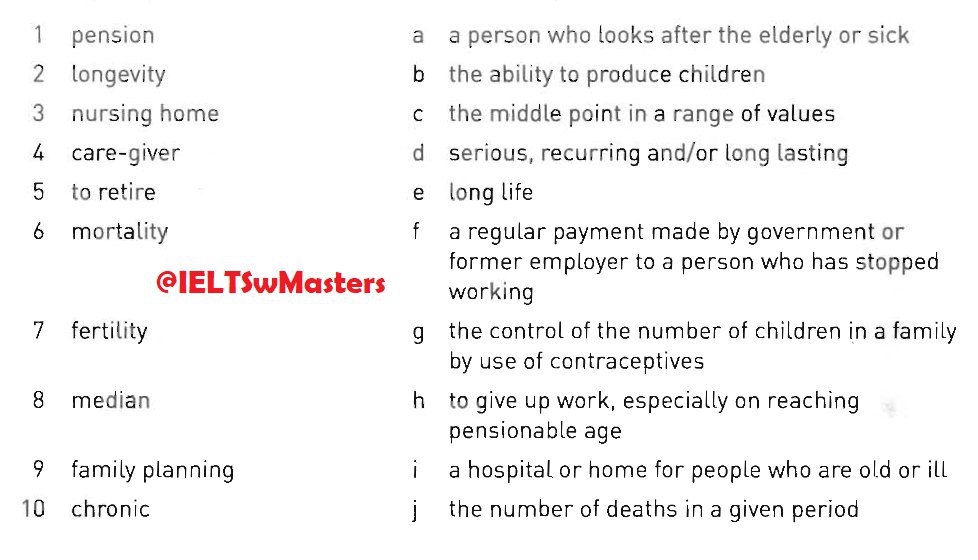 1 pension a a person who looks after the elderly or sick
2 longevity b the ability to produce children
3 nursing home c the middle point in a range of values
4 care-giver d serious, recurring and/or long lasting
5 to retire e long life
6 mortality f a regular payment made by government or
former employer to a person who has stopped
@IELTSwMasters
working
7 fertility g the control of the number of children in a family
by use of contraceptives
8 median h to give up work, especially on reaching
pensionable age
9 family planning i a hospital or home for people who are old or ill
10 chronic j the number of deaths in a given period